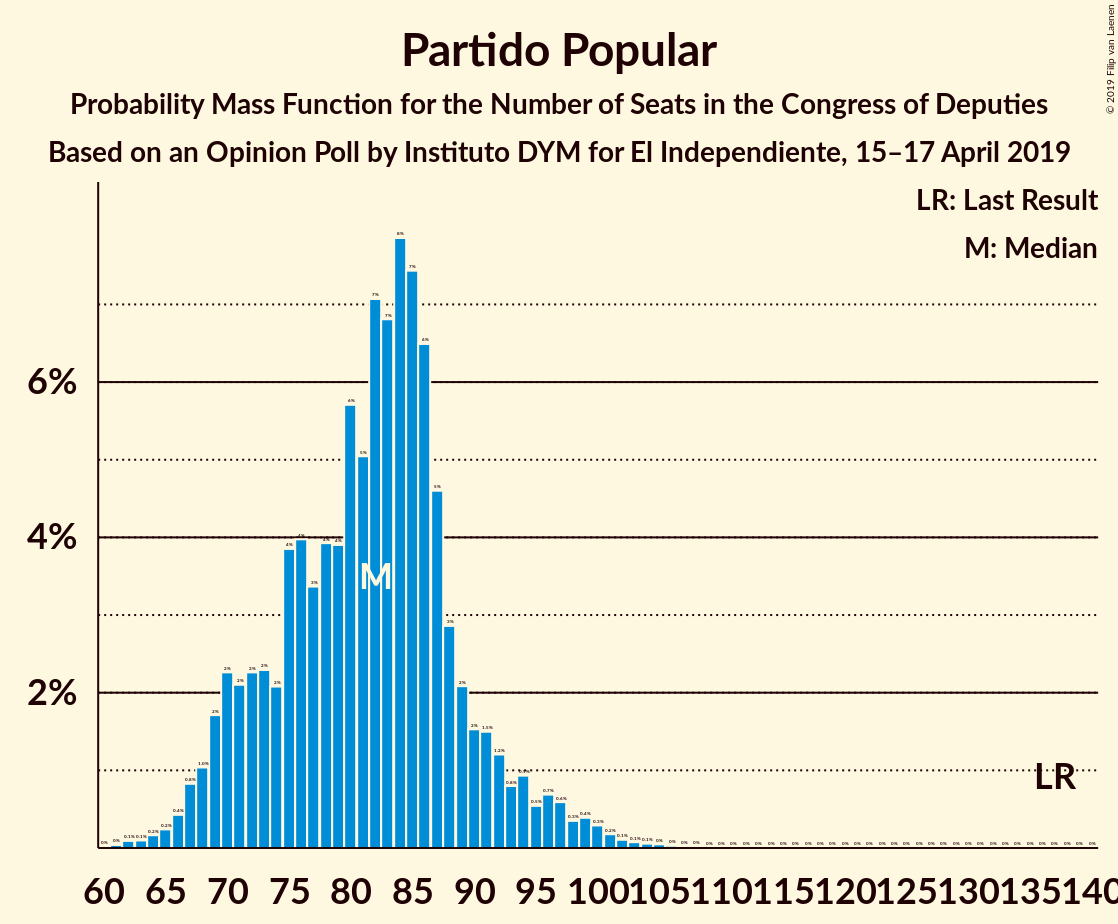 Partido Popular
Probability Mass Function for the Number of Seats in the Congress of Deputies
Based on an Opinion Poll by Instituto DYM for El Independiente, 15–17 April 2019
© 2019 Filip van Laenen
LR: Last Result
M: Median
6%
4%
2%
M
LR
60 65 70 75 80 85 90 95 100 105 110 115 120 125 130 135 140